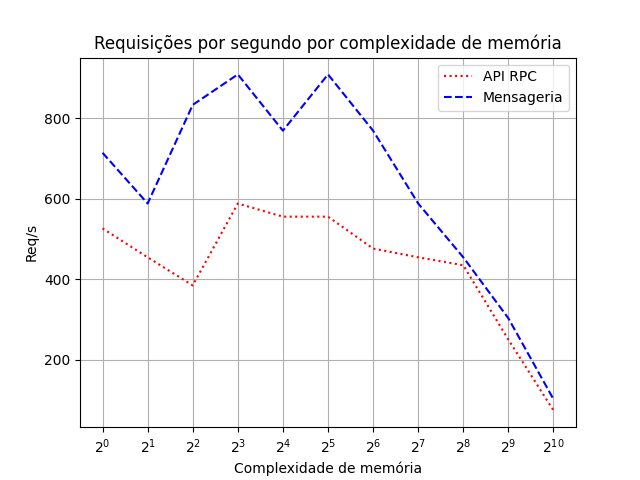 Requisições por segundo por complexidade de memória
API RPC
Mensageria
Req/s
800
600
400
200
2^0 2^1 2^2 2^3 2^4 2^5 2^6 2^7 2^8 2^9 2^10
Complexidade de memória